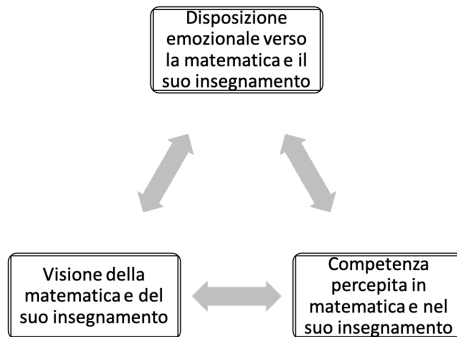 Disposizione
emozionale verso
la matematica e il
suo insegnamento
Visione della
matematica e del
suo insegnamento
Competenza
percepita in
matematica e nel
suo insegnamento